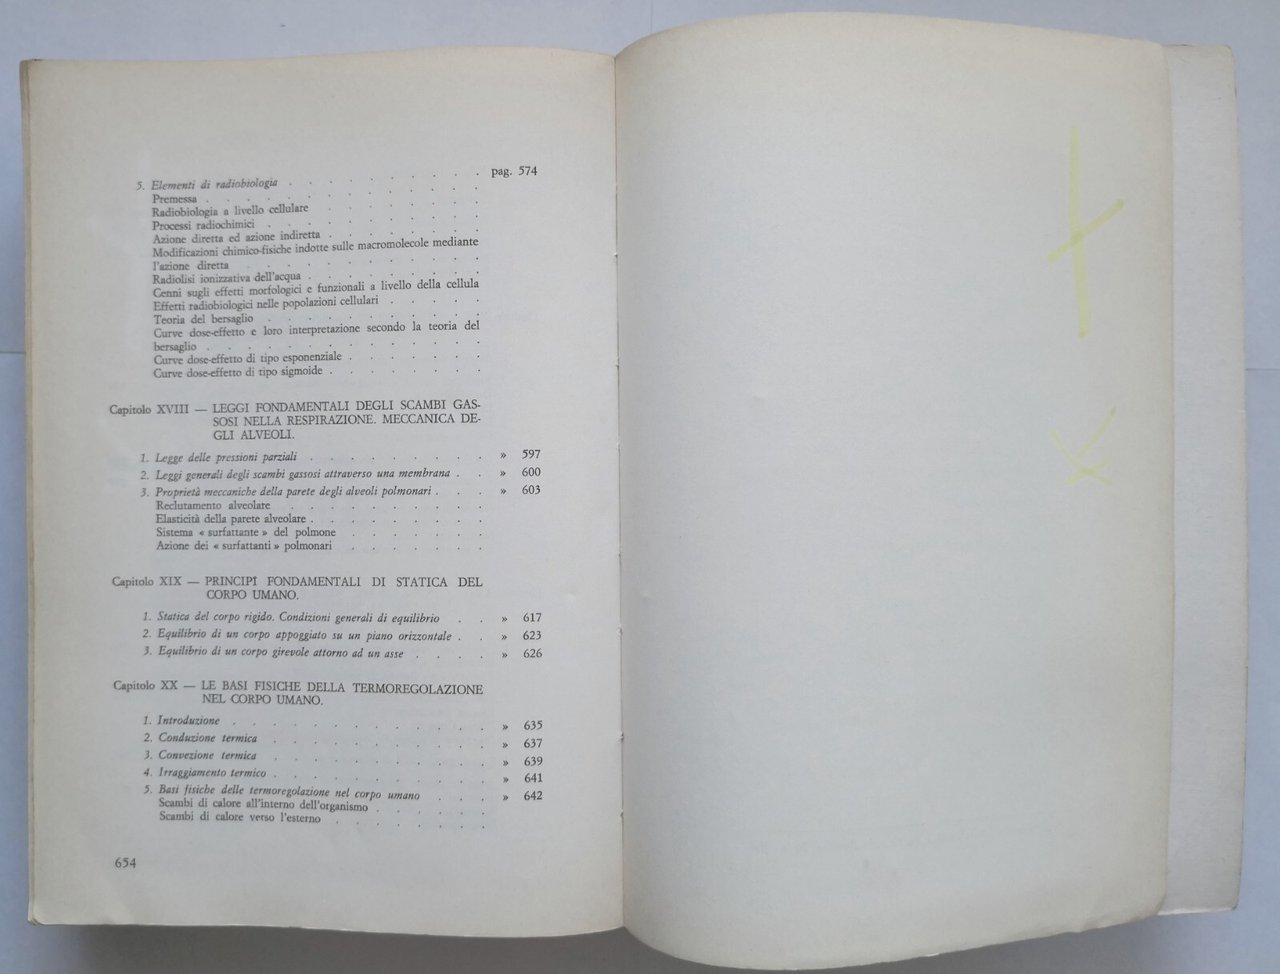 5. Elementi di radiobiologia . . . . . . . . pag. 574
Premessa . . . . . . . . . . .
Radiobiologia a livello cellulare . . . . . . .
Processi radiochimici . . . . . . . . .
Azione diretta ed azione indiretta . . . . . . .
Modificazioni chimico-fisiche indotte sulle macromolecole mediante
l'azione diretta . . . . . . . . .
Radiolisi ionizzativa dell'acqua . . . . . . .
Cenni sugli effetti morfologici e funzionali a livello della cellula
Effetti radiobiologici nelle popolazioni cellulari . . . . .
Teoria del bersaglio . . . . . . . . .
Curve dose-effetto e loro interpretazione secondo la teoria del
bersaglio . . . . . . . . . . .
Curve dose-effetto di tipo esponenziale . . . . . .
Curve dose-effetto di tipo sigmoide . . . . . . .
Capitolo XVIII — LEGGI FONDAMENTALI DEGLI SCAMBI GAS-
SOSI NELLA RESPIRAZIONE. MECCANICA DE-
GLI ALVEOLI.
1. Legge delle pressioni parziali . . . . . . . » 597
2. Leggi generali degli scambi gassosi attraverso una membrana . . » 600
3. Proprietà meccaniche della parete degli alveoli polmonari . . . » 603
Reclutamento alveolare . . . . . . . .
Elasticità della parete alveolare . . . . . . .
Sistema « surfattante » del polmone . . . . . .
Azione dei « surfattanti » polmonari . . . . . .
Capitolo XIX — PRINCIPI FONDAMENTALI DI STATICA DEL
CORPO UMANO.
1. Statica del corpo rigido. Condizioni generali di equilibrio . . » 617
2. Equilibrio di un corpo appoggiato su un piano orizzontale . . » 623
3. Equilibrio di un corpo girevole attorno ad un asse . . . . » 626
Capitolo XX — LE BASI FISICHE DELLA TERMOREGOLAZIONE
NEL CORPO UMANO.
1. Introduzione . . . . . . . . . . » 635
2. Conduzione termica . . . . . . . . » 637
3. Convezione termica . . . . . . . . » 639
4. Irraggiamento termico . . . . . . . . » 641
5. Basi fisiche delle termoregolazione nel corpo umano . . . » 642
Scambi di calore all'interno dell'organismo . . . . . .
Scambi di calore verso l'esterno . . . . . . .
654